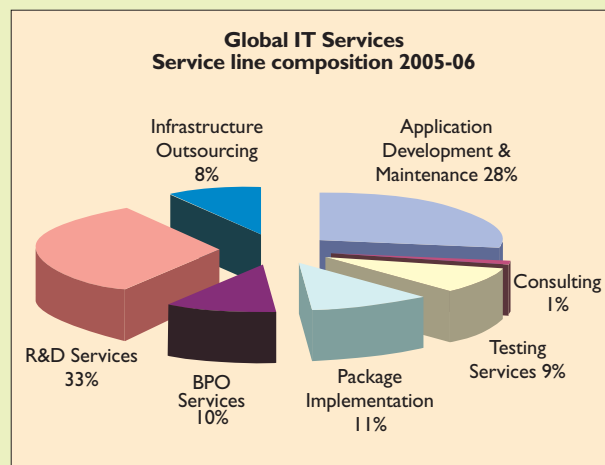 Global IT Services
Service line composition 2005-06
Infrastructure
Outsourcing
8%
Application
Development &
Maintenance 28%
Consulting
1%
Testing
Services 9%
Package
Implementation
11%
BPO
Services
10%
R&D Services
33%